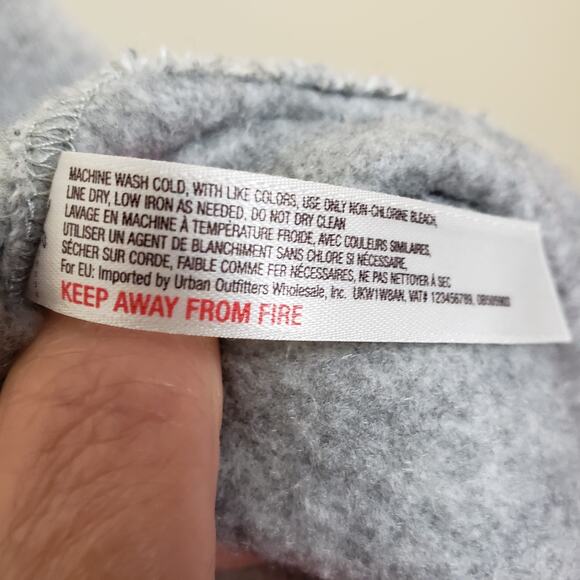 MACHINE WASH COLD, WITH LIKE COLORS, USE ONLY NON-CHLORINE BLEACH,
LINE DRY, LOW IRON AS NEEDED, DO NOT DRY CLEAN
LAVAGE EN MACHINE À TEMPÉRATURE FROIDE, AVEC COULEURS SIMILAIRES,
UTILISER UN AGENT DE BLANCHIMENT SANS CHLORE SI NÉCESSAIRE,
SÉCHER SUR CORDE, FAIBLE COMME FER NÉCESSAIRES, NE PAS NETTOYER À SEC
For EU: Imported by Urban Outfitters Wholesale, Inc. UKW1W8AN, VAT# 123456789,
KEEP AWAY FROM FIRE